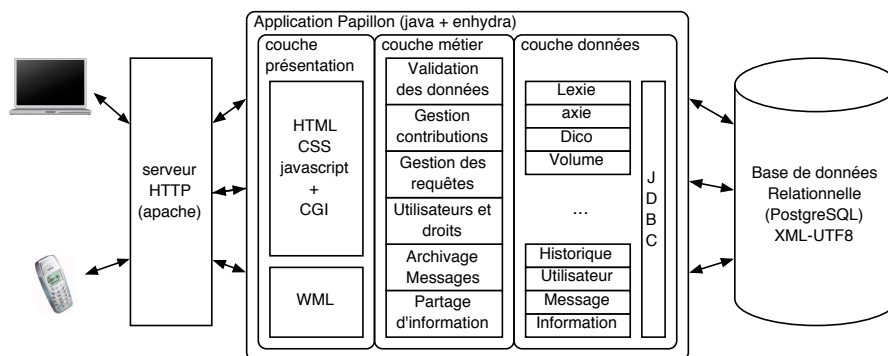 Application Papillon (java + enhydra)
couche
présentation
couche métier
couche données
serveur
HTTP
(apache)
HTML
CSS
javascript
+
CGI
WML
Validation
des données
Gestion
contributions
Gestion des
requêtes
Utilisateurs et
droits
Archivage
Messages
Partage
d'information
Lexie
axie
Dico
Volume
...
Historique
Utilisateur
Message
Information
J
D
B
C
Base de données
Relationnelle
(PostgreSQL)
XML-UTF8